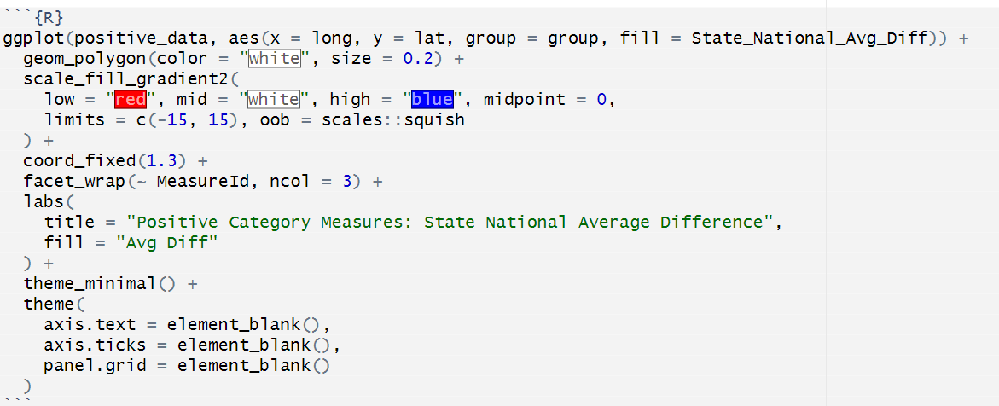 ```{R}
ggplot(positive_data, aes(x = long, y = lat, group = group, fill = State_National_Avg_Diff)) +
  geom_polygon(color = "white", size = 0.2) +
  scale_fill_gradient2(
    low = "red", mid = "white", high = "blue", midpoint = 0,
    limits = c(-15, 15), oob = scales::squish
  ) +
  coord_fixed(1.3) +
  facet_wrap(~ MeasureId, ncol = 3) +
  labs(
    title = "Positive Category Measures: State National Average Difference",
    fill = "Avg Diff"
  ) +
  theme_minimal() +
  theme(
    axis.text = element_blank(),
    axis.ticks = element_blank(),
    panel.grid = element_blank()
  )
```